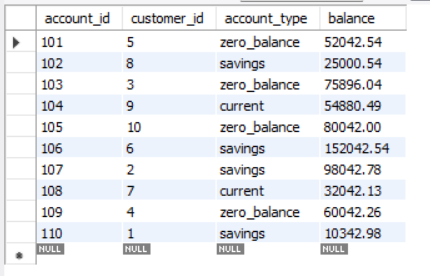 account_id customer_id account_type balance
101 5 zero_balance 52042.54
102 8 savings 25000.54
103 3 zero_balance 75896.04
104 9 current 54880.49
105 10 zero_balance 80042.00
106 6 savings 152042.54
107 2 savings 98042.78
108 7 current 32042.13
109 4 zero_balance 60042.26
110 1 savings 10342.98
NULL NULL NULL NULL